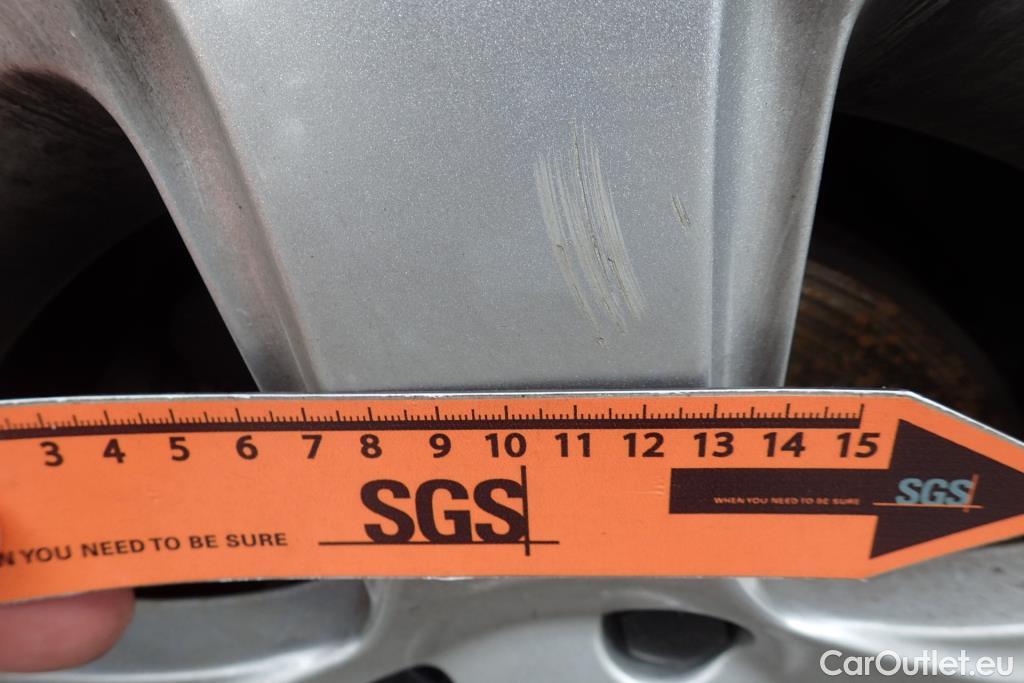 3 4 5 6 7 8 9 10 11 12 13 14 15
SGS
WHEN YOU NEED TO BE SURE SGS
N YOU NEED TO BE SURE
CarOutlet.eu